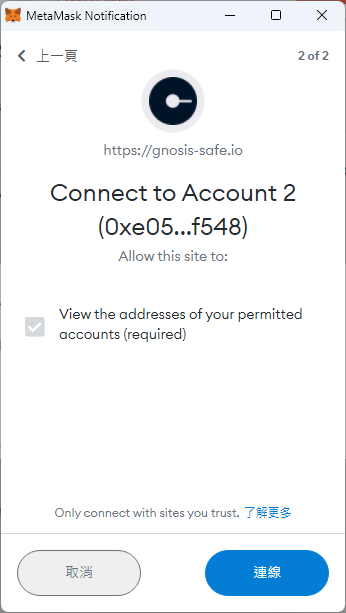 MetaMask Notification
上一頁
2 of 2
https://gnosis-safe.io
Connect to Account 2
(0xe05...f548)
Allow this site to:
View the addresses of your permitted
accounts (required)
Only connect with sites you trust. 了解更多
取消
連線